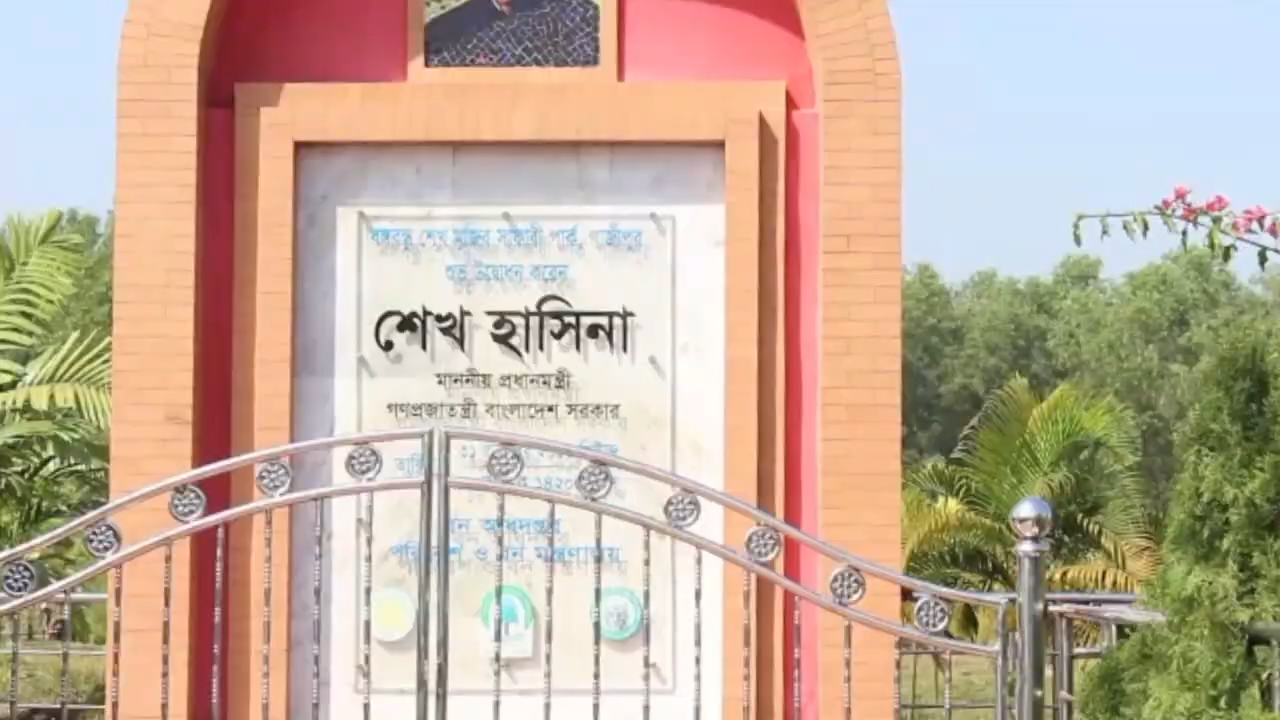 বঙ্গবন্ধু শেখ মুজিব সাফারী পার্ক, গাজীপুর
শুভ উদ্বোধন করেন
শেখ হাসিনা
মাননীয় প্রধানমন্ত্রী
গণপ্রজাতন্ত্রী বাংলাদেশ সরকার
বন অধিদপ্তর
পরিবেশ ও বন মন্ত্রণালয়